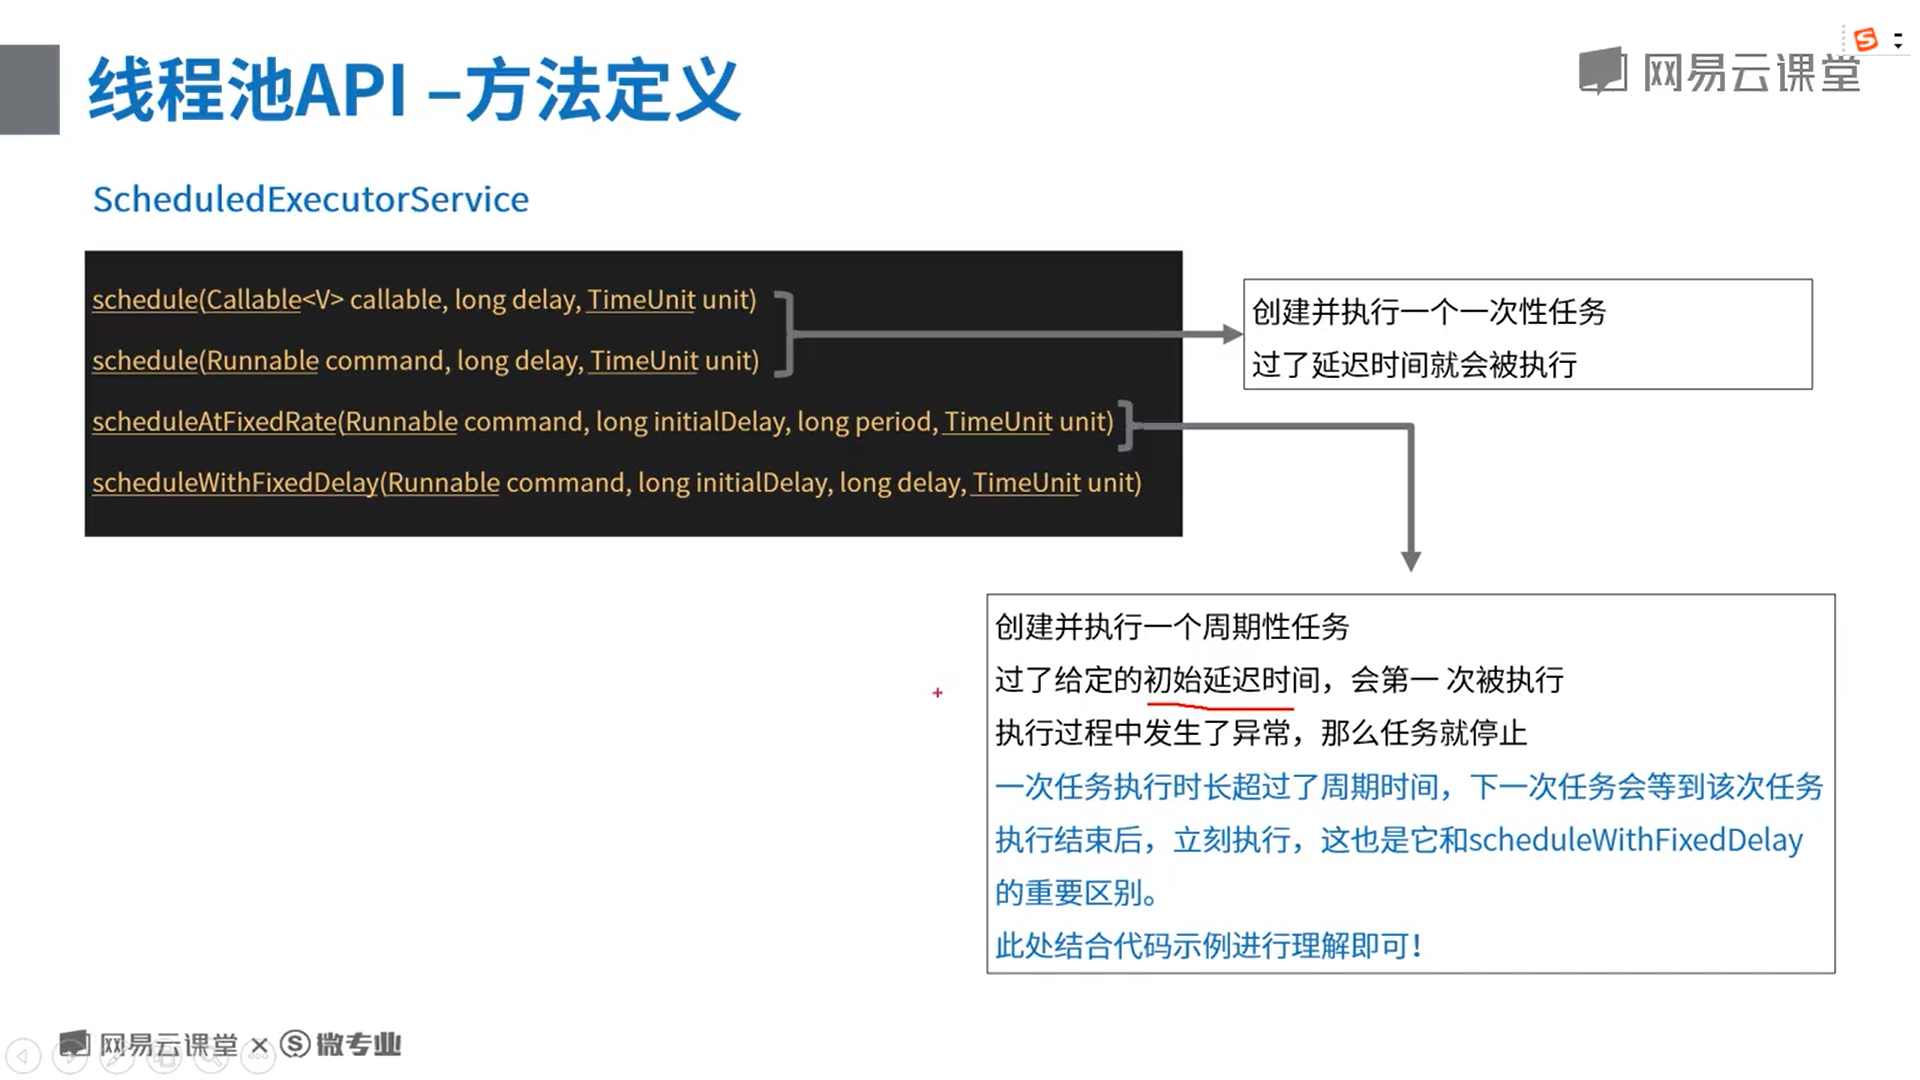 线程池API –方法定义
网易云课堂
ScheduledExecutorService
schedule(Callable<V> callable, long delay, TimeUnit unit)
schedule(Runnable command, long delay, TimeUnit unit)
scheduleAtFixedRate(Runnable command, long initialDelay, long period, TimeUnit unit)
scheduleWithFixedDelay(Runnable command, long initialDelay, long delay, TimeUnit unit)
创建并执行一个一次性任务
过了延迟时间就会被执行
创建并执行一个周期性任务
过了给定的初始延迟时间，会第一 次被执行
执行过程中发生了异常，那么任务就停止
一次任务执行时长超过了周期时间，下一次任务会等到该次任务
执行结束后，立刻执行，这也是它和scheduleWithFixedDelay
的重要区别。
此处结合代码示例进行理解即可！
网易云课堂 × S 微专业